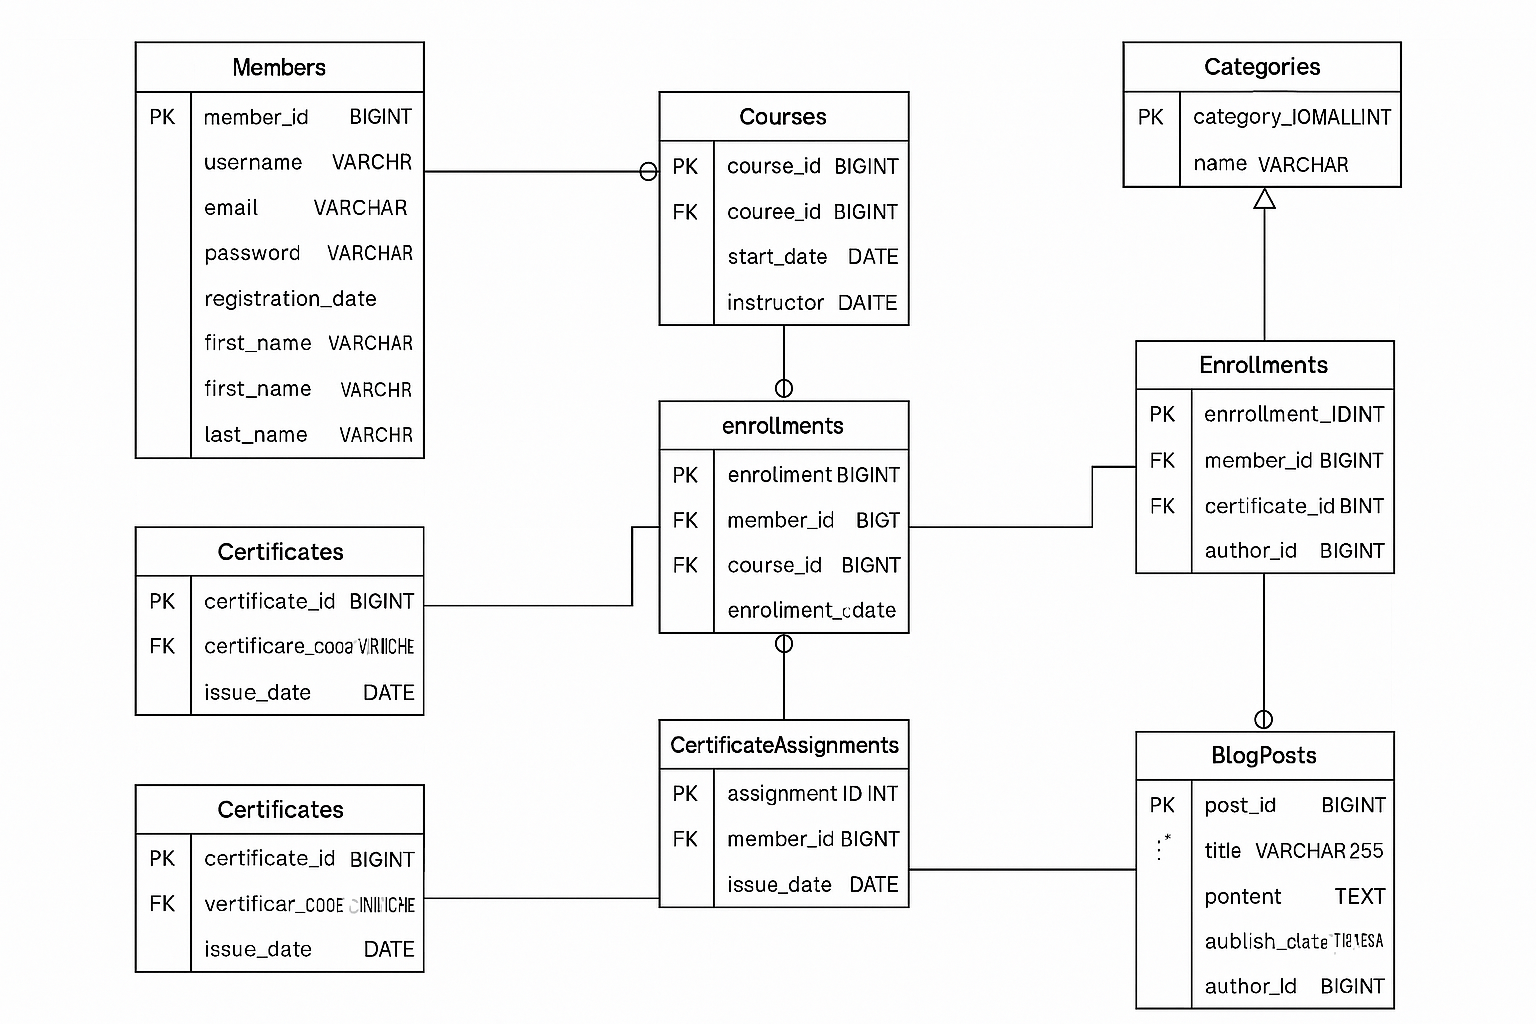 Members
PK member_id BIGINT
username VARCHR
email VARCHAR
password VARCHAR
registration_date
first_name VARCHAR
first_name VARCHR
last_name VARCHR
Courses
PK course_id BIGINT
FK couree_id BIGINT
start_date DATE
instructor DAITE
Categories
PK category_IOMALLINT
name VARCHAR
enrollments
PK enroliment BIGINT
FK member_id BIGT
FK course_id BIGNT
enroliment_cdate
Enrollments
PK enrrollment_IDINT
FK member_id BIGINT
FK certificate_id BINT
author_id BIGINT
Certificates
PK certificate_id BIGINT
FK certificare_cooa
issue_date DATE
CertificateAssignments
PK assignment ID INT
FK member_id BIGNT
issue_date DATE
Certificates
PK certificate_id BIGINT
FK vertificar_COOE
issue_date DATE
BlogPosts
PK post_id BIGINT
title VARCHAR 255
pontent TEXT
aublish_clate
author_Id BIGINT